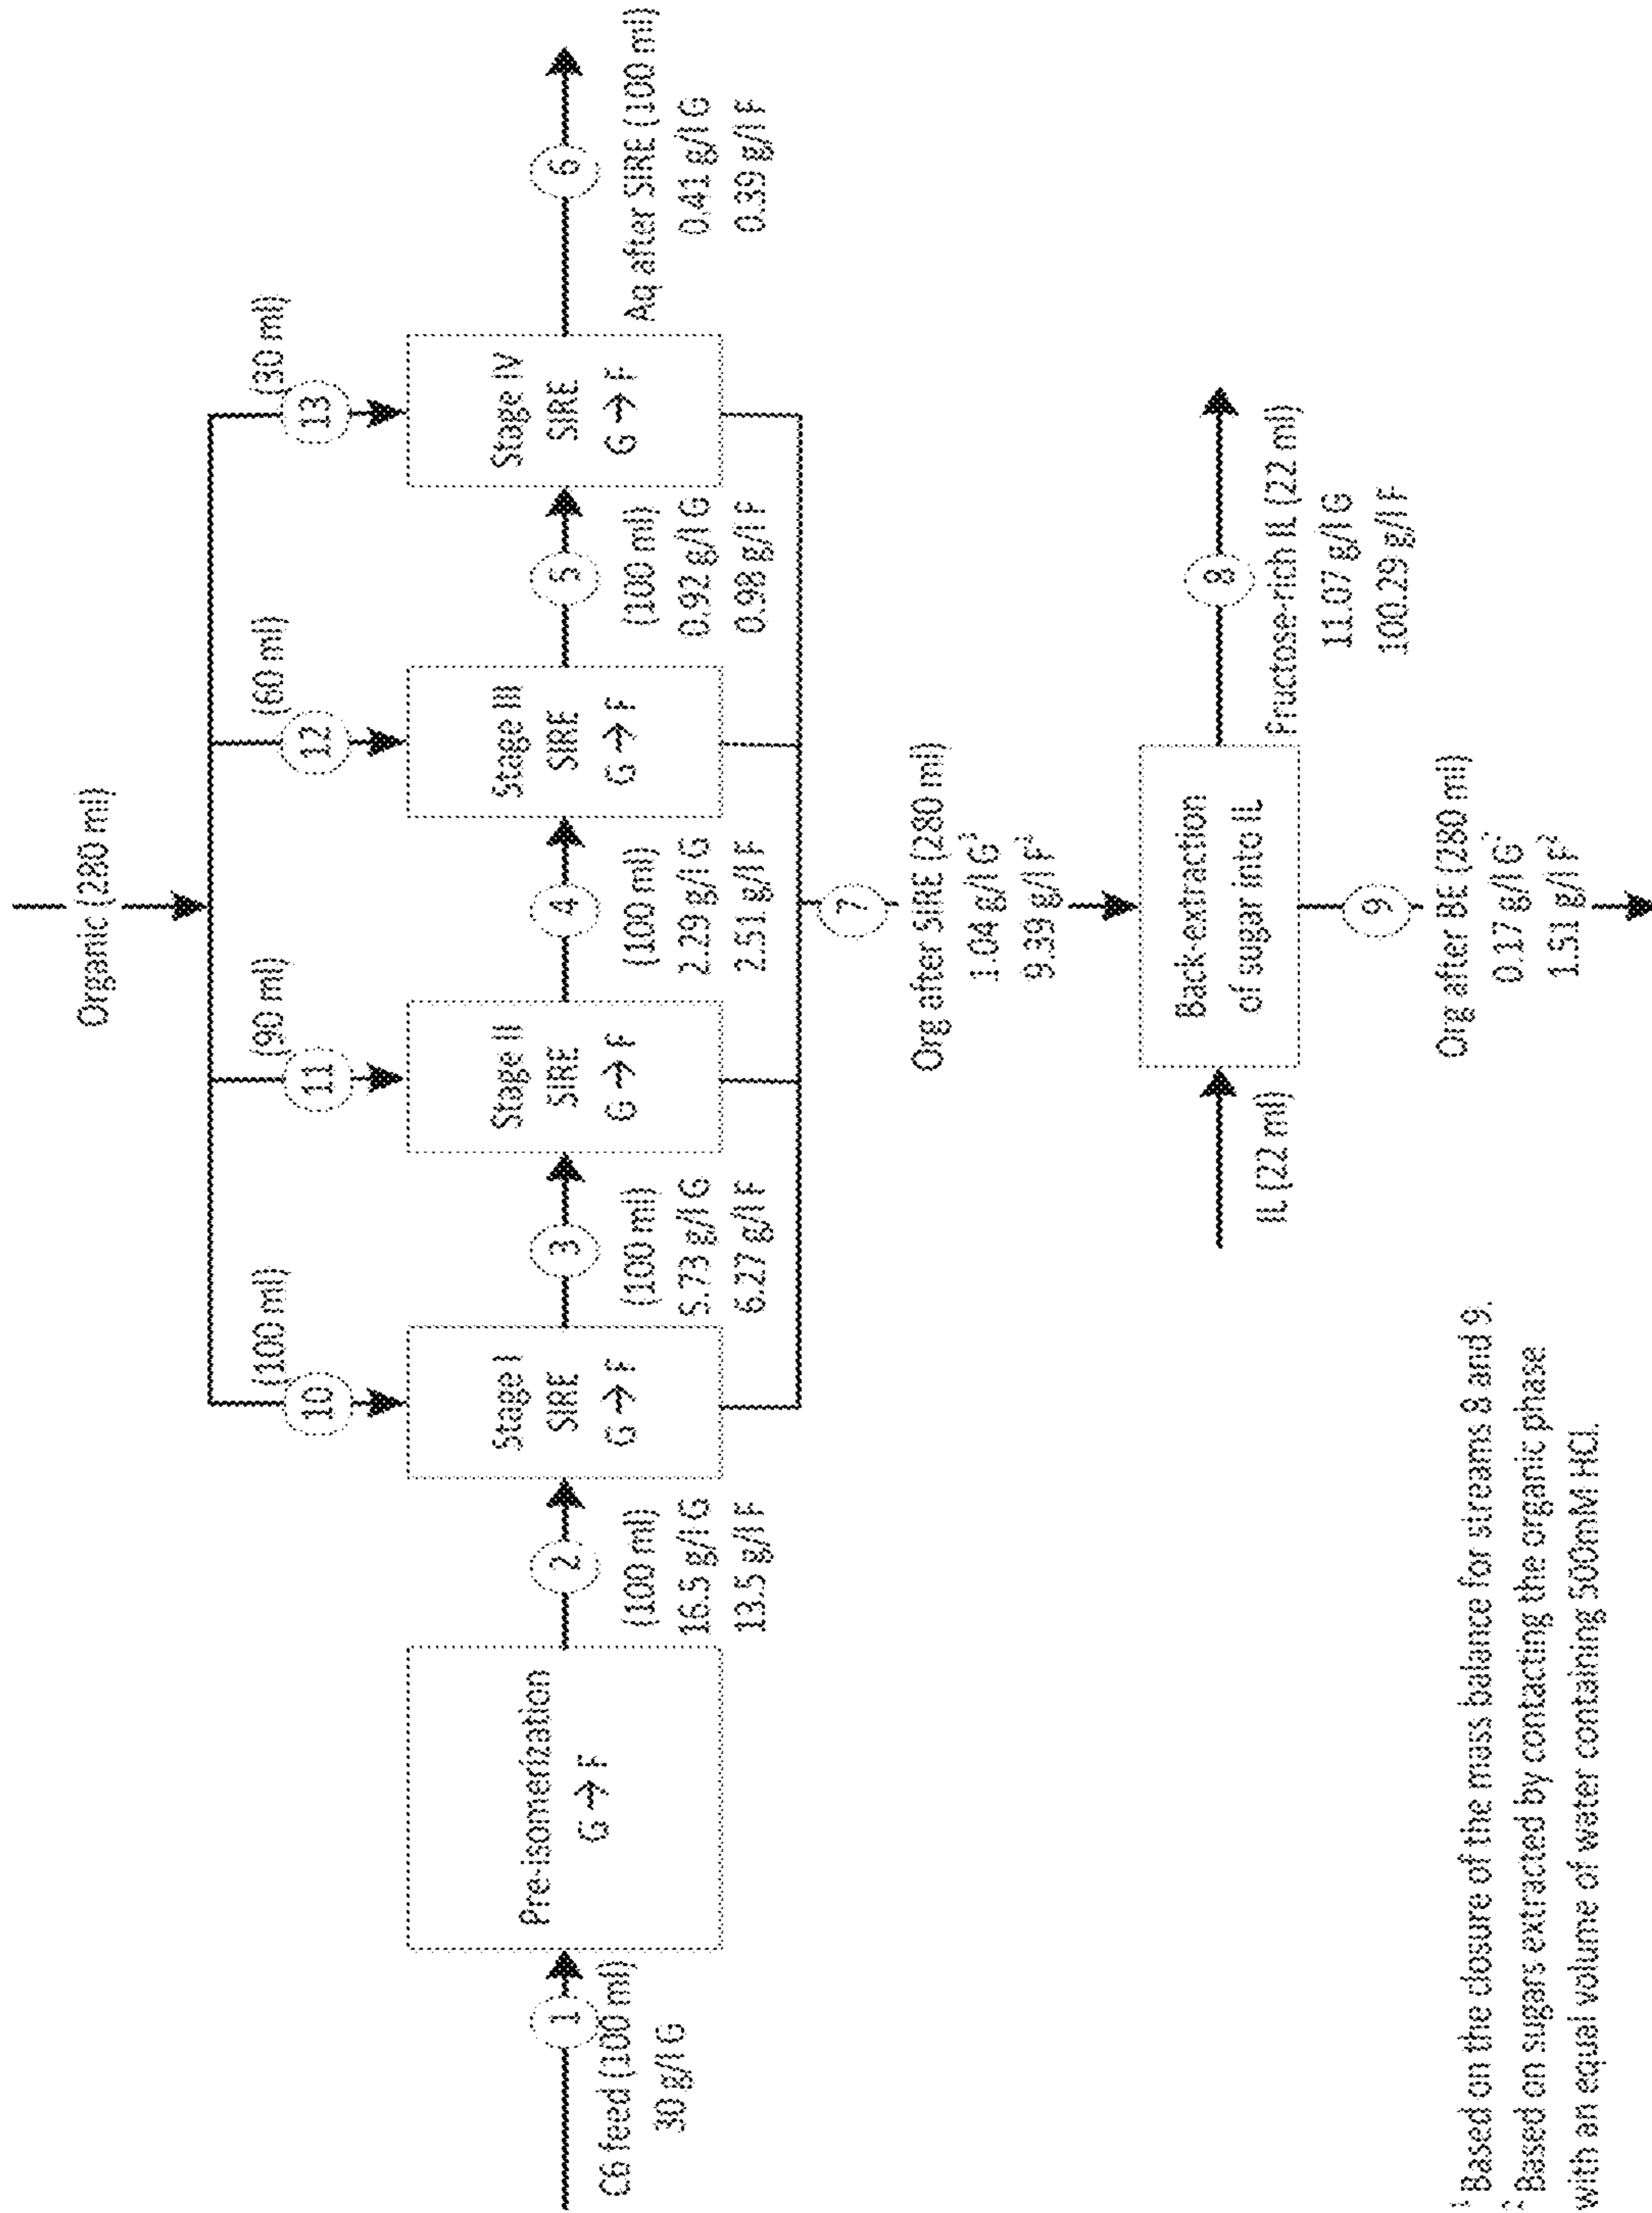 Organic (280 ml)
(100 ml)
(90 ml)
(60 ml)
(30 ml)
10
11
12
13
Pre-isomerization
G → F
Stage I
SIRE
G → F
Stage II
SIRE
G → F
Stage III
SIRE
G → F
Stage IV
SIRE
G → F
1
2
3
4
5
6
C6 feed (100 ml)
30 g/l G
(100 ml)
16.5 g/l G
13.5 g/l F
(100 ml)
5.73 g/l G
6.27 g/l F
(100 ml)
2.29 g/l G
2.51 g/l F
(100 ml)
0.92 g/l G
0.98 g/l F
Aq after SIRE (100 ml)
0.41 g/l G
0.39 g/l F
7
Org after SIRE (280 ml)
1.04 g/l G
9.39 g/l F
IL (22 ml)
Back-extraction
of sugar into IL
8
Fructose-rich IL (22 ml)
11.07 g/l G
100.29 g/l F
9
Org after BE (280 ml)
0.17 g/l G
1.51 g/l F²
¹ Based on the closure of the mass balance for streams 8 and 9.
² Based on sugars extracted by contacting the organic phase
with an equal volume of water containing 500mM HCl.